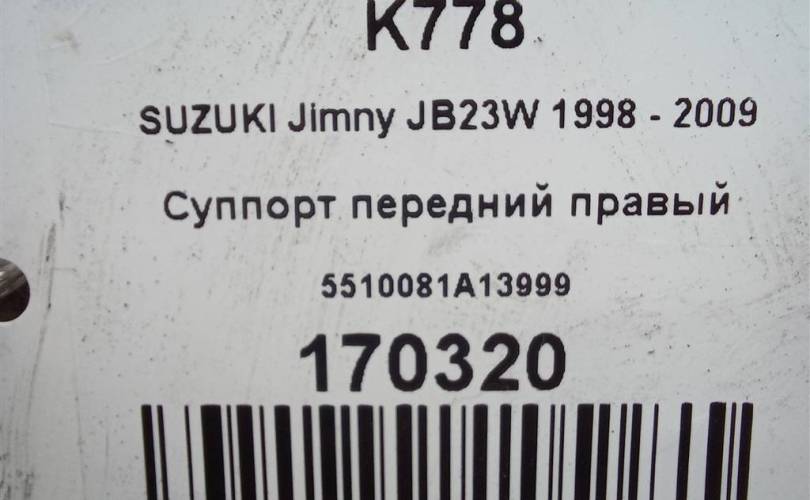 K778
SUZUKI Jimny JB23W 1998 - 2009
Суппорт передний правый
5510081A13999
170320